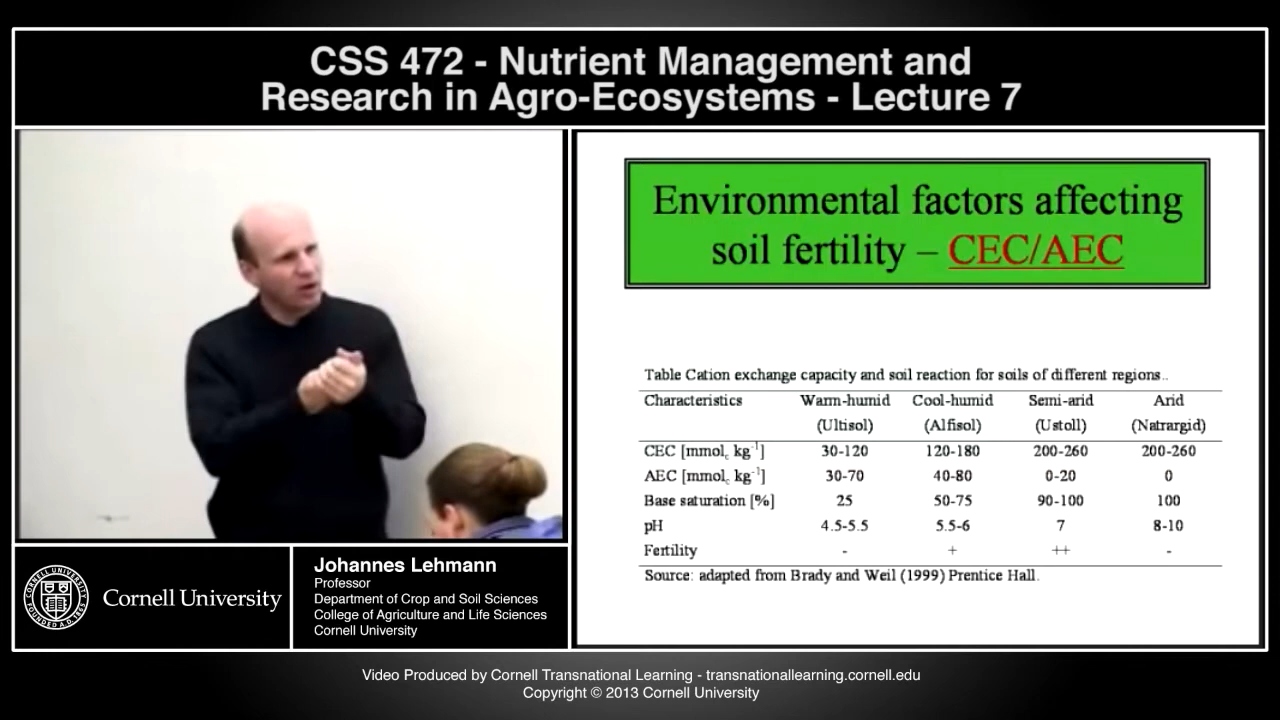 CSS 472 - Nutrient Management and
Research in Agro-Ecosystems - Lecture 7
Environmental factors affecting
soil fertility – CEC/AEC
Table Cation exchange capacity and soil reaction for soils of different regions..
Characteristics Warm-humid Cool-humid Semi-arid Arid
(Ultisol) (Alfisol) (Ustoll) (Natrargid)
CEC [mmolc kg-1] 30-120 120-180 200-260 200-260
AEC [mmolc kg-1] 30-70 40-80 0-20 0
Base saturation [%] 25 50-75 90-100 100
pH 4.5-5.5 5.5-6 7 8-10
Fertility - + ++ -
Source: adapted from Brady and Weil (1999) Prentice Hall.
Cornell University
Johannes Lehmann
Professor
Department of Crop and Soil Sciences
College of Agriculture and Life Sciences
Cornell University
Video Produced by Cornell Transnational Learning - transnationallearning.cornell.edu
Copyright © 2013 Cornell University